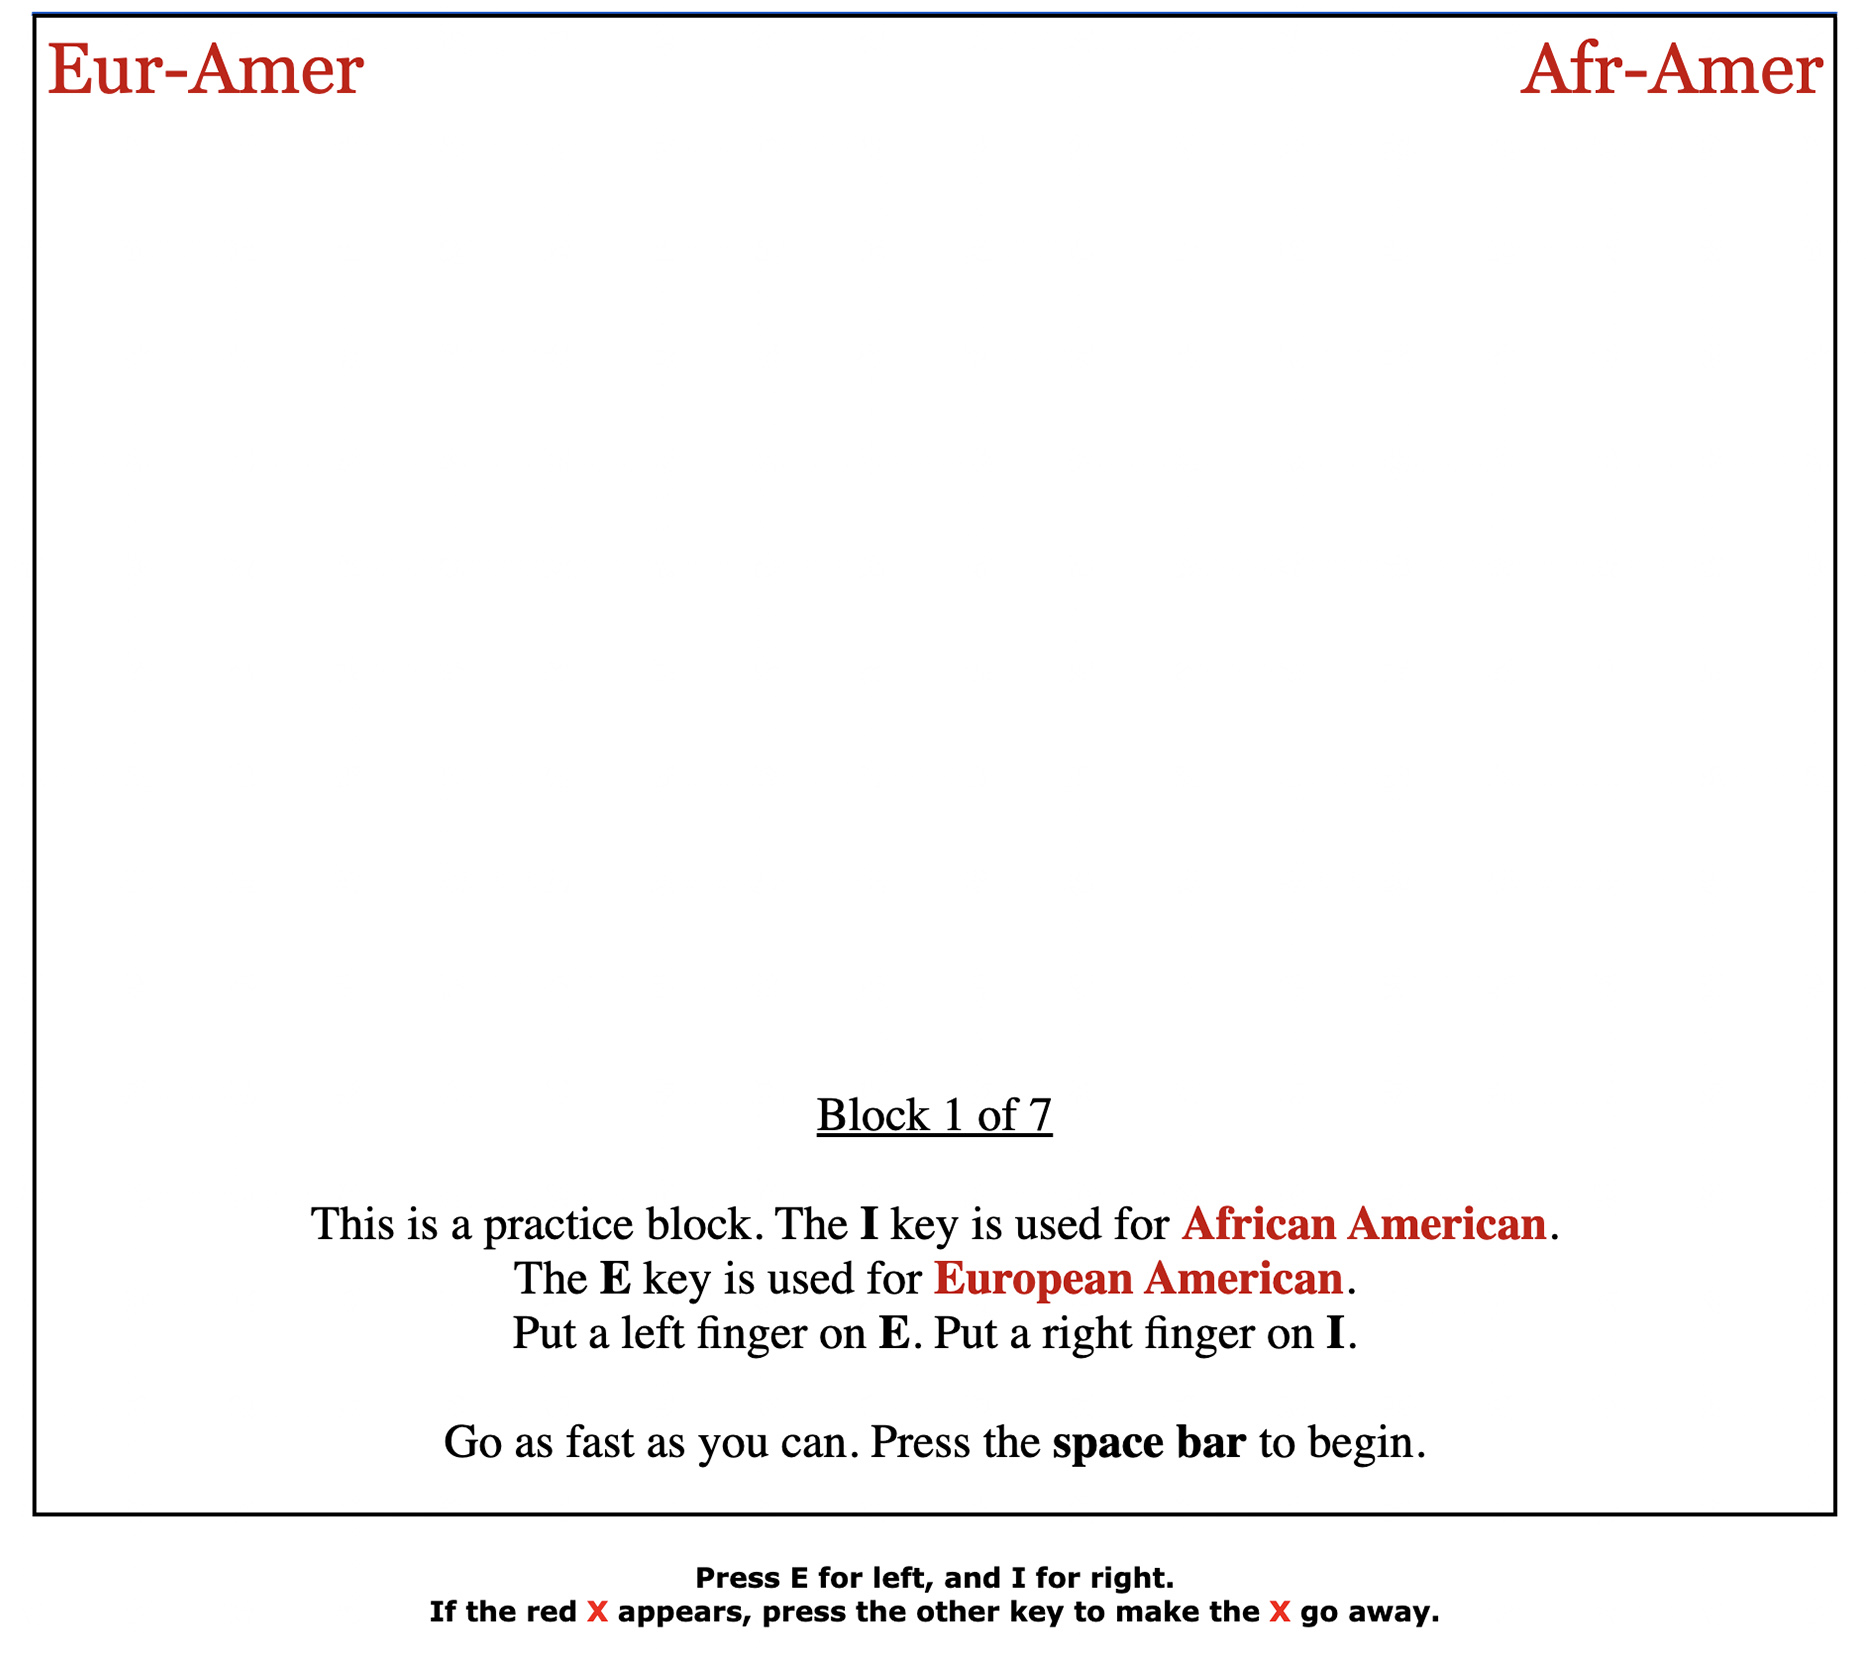 Eur-Amer
Afr-Amer
Block 1 of 7
This is a practice block. The I key is used for African American.
The E key is used for European American.
Put a left finger on E. Put a right finger on I.
Go as fast as you can. Press the space bar to begin.
Press E for left, and I for right.
If the red X appears, press the other key to make the X go away.